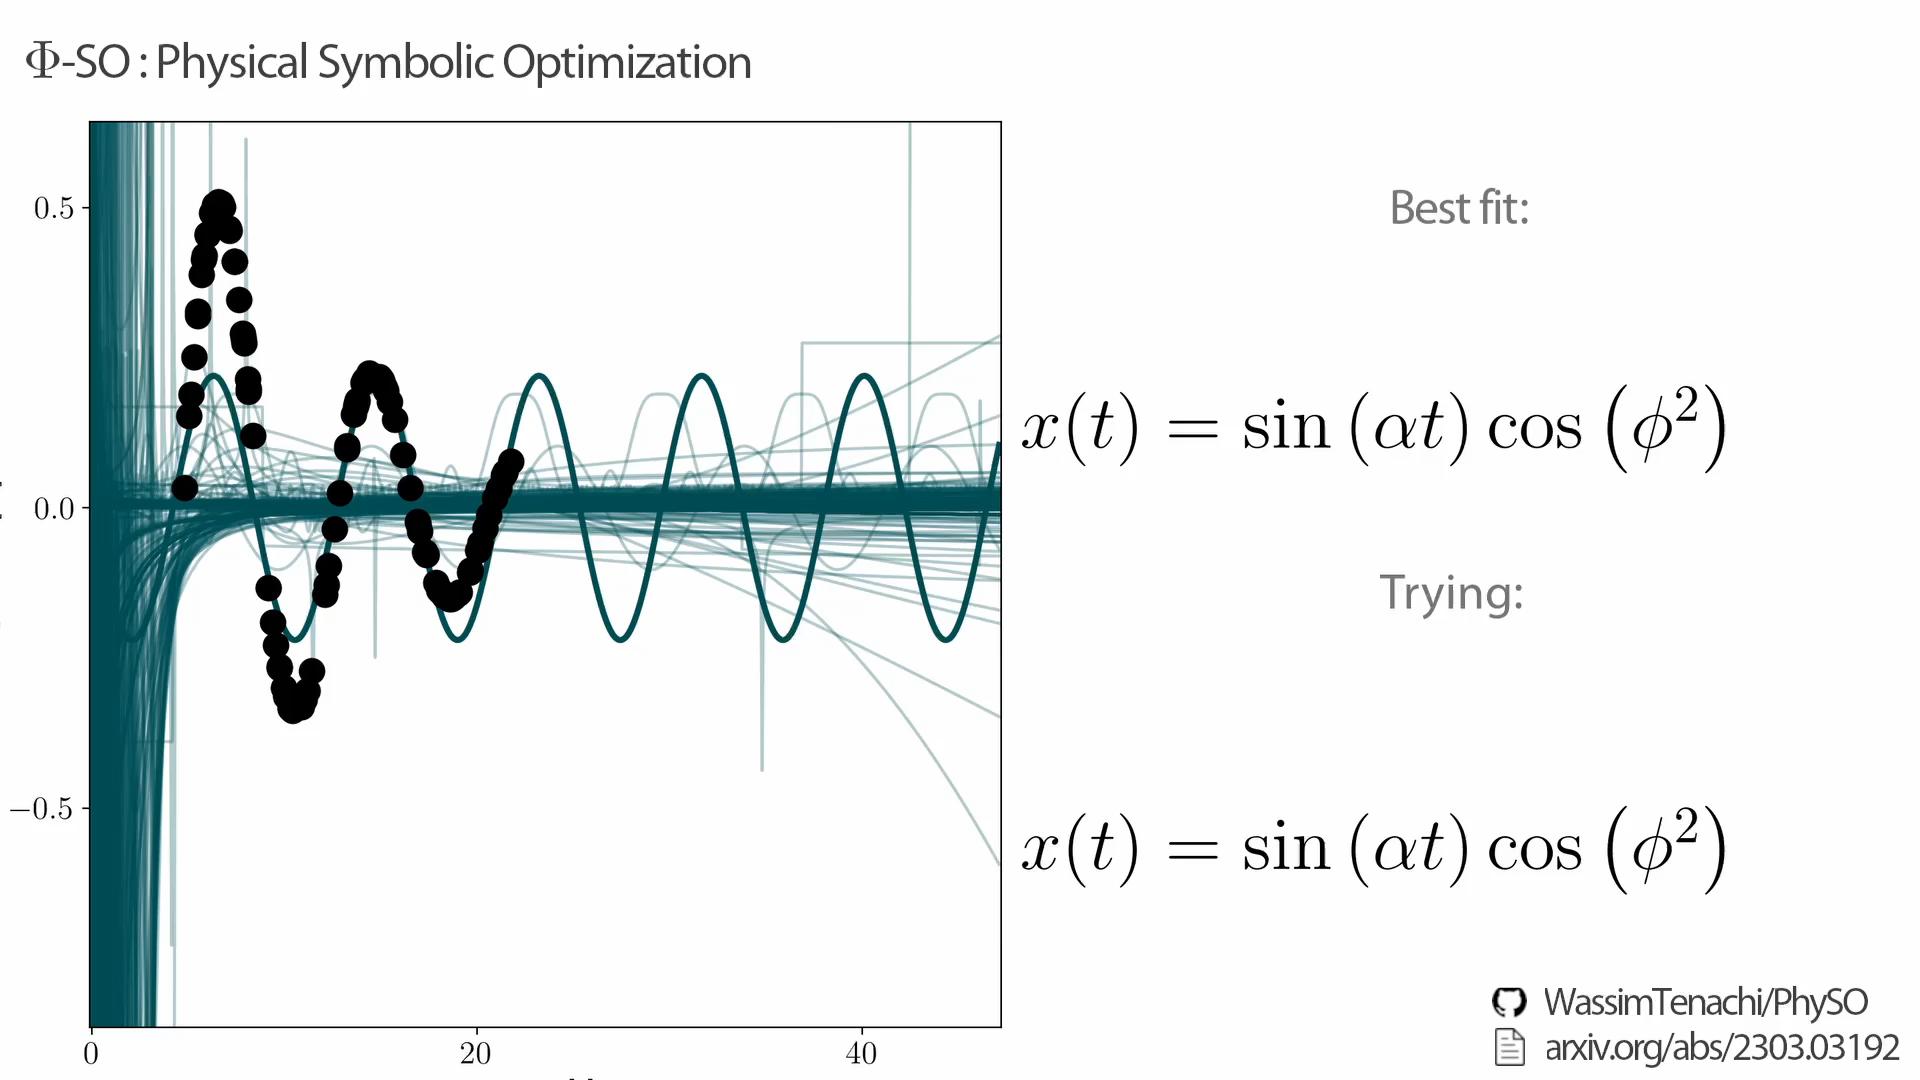 Φ-SO : Physical Symbolic Optimization
0.5
0.0
−0.5
0
20
40
Best fit:
x(t) = sin (αt) cos (ϕ²)
Trying:
x(t) = sin (αt) cos (ϕ²)
WassimTenachi/PhySO
arxiv.org/abs/2303.03192